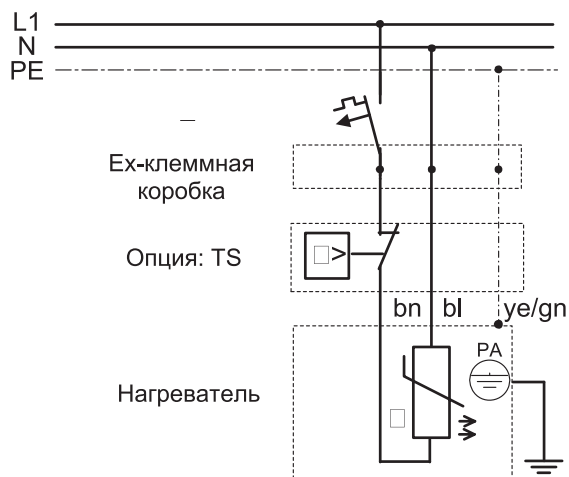 L1
N
PE
Ex-клеммная
коробка
Опция: TS
bn bl ye/gn
PA
Нагреватель